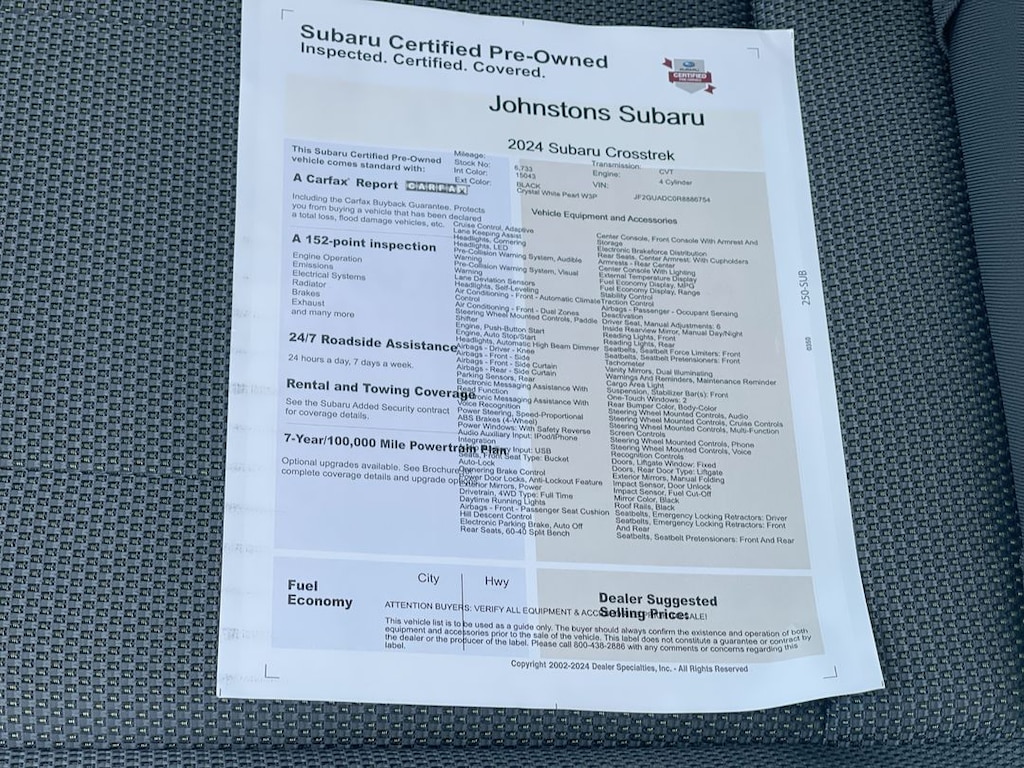 Subaru Certified Pre-Owned
Inspected. Certified. Covered.
SUBARU
CERTIFIED
PRE-OWNED
Johnstons Subaru
2024 Subaru Crosstrek
Mileage: 6,733
Stock No: 15043
Int Color: BLACK
Ext Color: Crystal White Pearl W3P
Transmission: CVT
Engine: 4 Cylinder
VIN:
This Subaru Certified Pre-Owned
vehicle comes standard with:
A Carfax Report CARFAX
Including the Carfax Buyback Guarantee. Protects
you from buying a vehicle that has been declared
a total loss, flood damage vehicles, etc.
A 152-point inspection
Engine Operation
Emissions
Electrical Systems
Radiator
Brakes
Exhaust
and many more
24/7 Roadside Assistance
24 hours a day, 7 days a week.
Rental and Towing Coverage
See the Subaru Added Security contract
for coverage details.
7-Year/100,000 Mile Powertrain Plan
Optional upgrades available. See Brochure
complete coverage details and upgrade
Vehicle Equipment and Accessories
Cruise Control, Adaptive
Lane Keeping Assist
Headlights, Cornering
Headlights, LED
Pre-Collision Warning System, Audible
Warning
Pre-Collision Warning System, Visual
Warning
Lane Deviation Sensors
Headlights, Self-Leveling
Air Conditioning - Front - Automatic Climate
Control
Air Conditioning - Front - Dual Zones
Steering Wheel Mounted Controls, Paddle
Shifter
Engine, Push-Button Start
Engine, Auto Stop/Start
Headlights, Automatic High Beam Dimmer
Airbags - Driver - Knee
Airbags - Front - Side
Airbags - Front - Side Curtain
Airbags - Rear - Side Curtain
Parking Sensors, Rear
Electronic Messaging Assistance With
Read Function
Electronic Messaging Assistance With
Voice Recognition
Power Steering, Speed-Proportional
ABS Brakes (4-Wheel)
Power Windows: With Safety Reverse
Audio Auxiliary Input: IPod/IPhone
Integration
Input: USB
Seats, Front Seat Type: Bucket
Auto-Lock
Cornering Brake Control
Power Door Locks, Anti-Lockout Feature
Exterior Mirrors, Power
Drivetrain, 4WD Type: Full Time
Daytime Running Lights
Airbags - Front - Passenger Seat Cushion
Hill Descent Control
Electronic Parking Brake, Auto Off
Rear Seats, 60-40 Split Bench
Center Console, Front Console With Armrest And
Storage
Electronic Brakeforce Distribution
Rear Seats, Center Armrest: With Cupholders
Armrests - Rear Center
Center Console With Lighting
External Temperature Display
Fuel Economy Display, MPG
Fuel Economy Display, Range
Stability Control
Traction Control
Airbags - Passenger - Occupant Sensing
Deactivation
Driver Seat, Manual Adjustments: 6
Inside Rearview Mirror, Manual Day/Night
Reading Lights, Front
Reading Lights, Rear
Seatbelts, Seatbelt Force Limiters: Front
Seatbelts, Seatbelt Pretensioners: Front
Tachometer
Vanity Mirrors, Dual Illuminating
Warnings And Reminders, Maintenance Reminder
Cargo Area Light
Suspension, Stabilizer Bar(s): Front
One-Touch Windows: 2
Rear Bumper Color, Body-Color
Steering Wheel Mounted Controls, Audio
Steering Wheel Mounted Controls, Cruise Controls
Steering Wheel Mounted Controls, Multi-Function
Screen Controls
Steering Wheel Mounted Controls, Phone
Steering Wheel Mounted Controls, Voice
Recognition Controls
Doors, Liftgate Window: Fixed
Doors, Rear Door Type: Liftgate
Exterior Mirrors, Manual Folding
Impact Sensor, Door Unlock
Impact Sensor, Fuel Cut-Off
Mirror Color, Black
Roof Rails, Black
Seatbelts, Emergency Locking Retractors: Driver
Seatbelts, Emergency Locking Retractors: Front
And Rear
Seatbelts, Seatbelt Pretensioners: Front And Rear
250-SUB
Fuel
Economy
City
Hwy
Dealer Suggested
Selling Price:
ATTENTION BUYERS: VERIFY ALL EQUIPMENT &
This vehicle list is to be used as a guide only. The buyer should always confirm the existence and operation of both
equipment and accessories prior to the sale of the vehicle. This label does not constitute a guarantee or contract by
the dealer or the producer of the label. Please call 800-438-2886 with any comments or concerns regarding this
label.
Copyright 2002-2024 Dealer Specialties, Inc. - All Rights Reserved